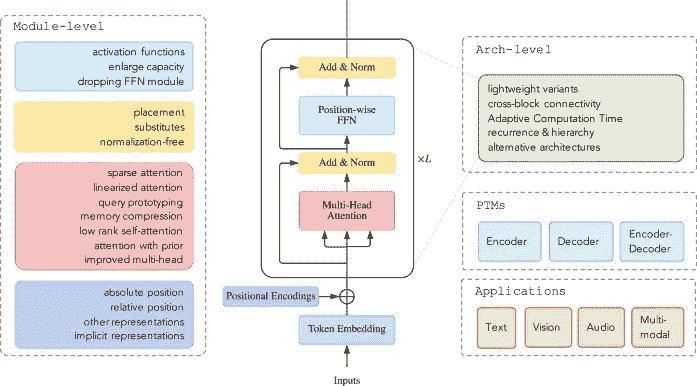 Module-level
activation functions
enlarge capacity
dropping FFN module
placement
substitutes
normalization-free
sparse attention
linearized attention
query prototyping
memory compression
low rank self-attention
attention with prior
improved multi-head
absolute position
relative position
other representations
implicit representations
Add & Norm
Position-wise
FFN
Add & Norm
Multi-Head
Attention
×L
Positional Encodings
Token Embedding
Inputs
Arch-level
lightweight variants
cross-block connectivity
Adaptive Computation Time
recurrence & hierarchy
alternative architectures
PTMs
Encoder
Decoder
Encoder-
Decoder
Applications
Text
Vision
Audio
Multi-
modal